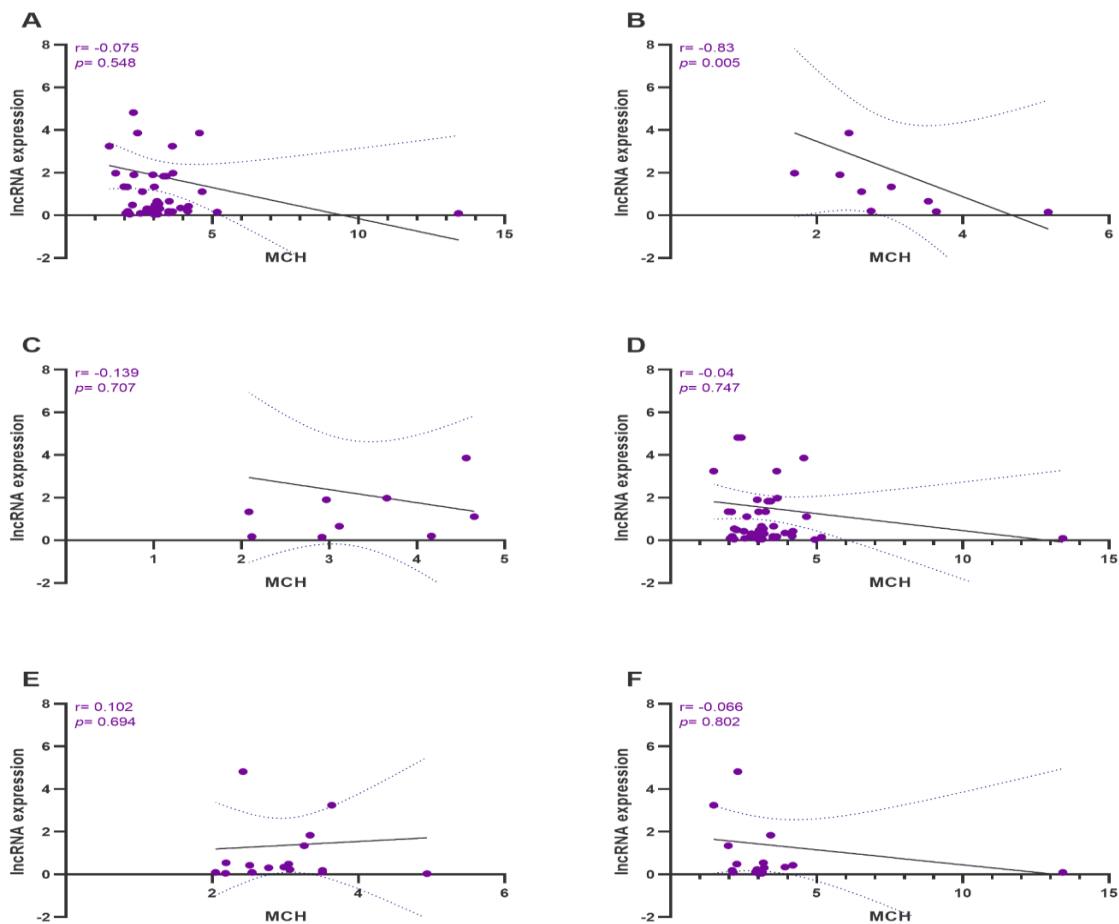 A
r= -0.075
p= 0.548
lncRNA expression
8
6
4
2
0
-2
5
10
15
MCH
B
r= -0.83
p= 0.005
lncRNA expression
8
6
4
2
0
-2
2
4
6
MCH
C
r= -0.139
p= 0.707
lncRNA expression
8
6
4
2
0
-2
1
2
3
4
5
MCH
D
r= -0.04
p= 0.747
lncRNA expression
8
6
4
2
0
-2
5
10
15
MCH
E
r= 0.102
p= 0.694
lncRNA expression
8
6
4
2
0
-2
2
4
6
MCH
F
r= -0.066
p= 0.802
lncRNA expression
8
6
4
2
0
-2
5
10
15
MCH